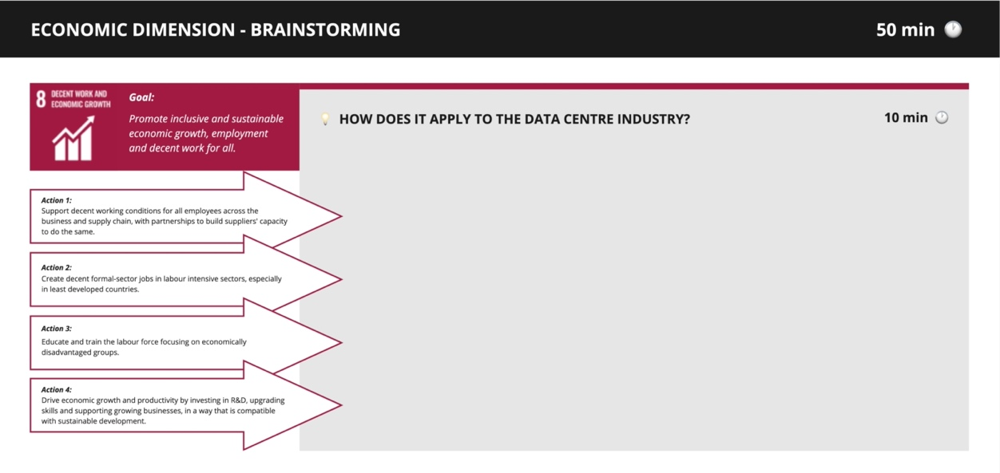 ECONOMIC DIMENSION - BRAINSTORMING
50 min
8 DECENT WORK AND
ECONOMIC GROWTH
Goal:
Promote inclusive and sustainable
economic growth, employment
and decent work for all.
HOW DOES IT APPLY TO THE DATA CENTRE INDUSTRY?
10 min
Action 1:
Support decent working conditions for all employees across the
business and supply chain, with partnerships to build suppliers' capacity
to do the same.
Action 2:
Create decent formal-sector jobs in labour intensive sectors, especially
in least developed countries.
Action 3:
Educate and train the labour force focusing on economically
disadvantaged groups.
Action 4:
Drive economic growth and productivity by investing in R&D, upgrading
skills and supporting growing businesses, in a way that is compatible
with sustainable development.